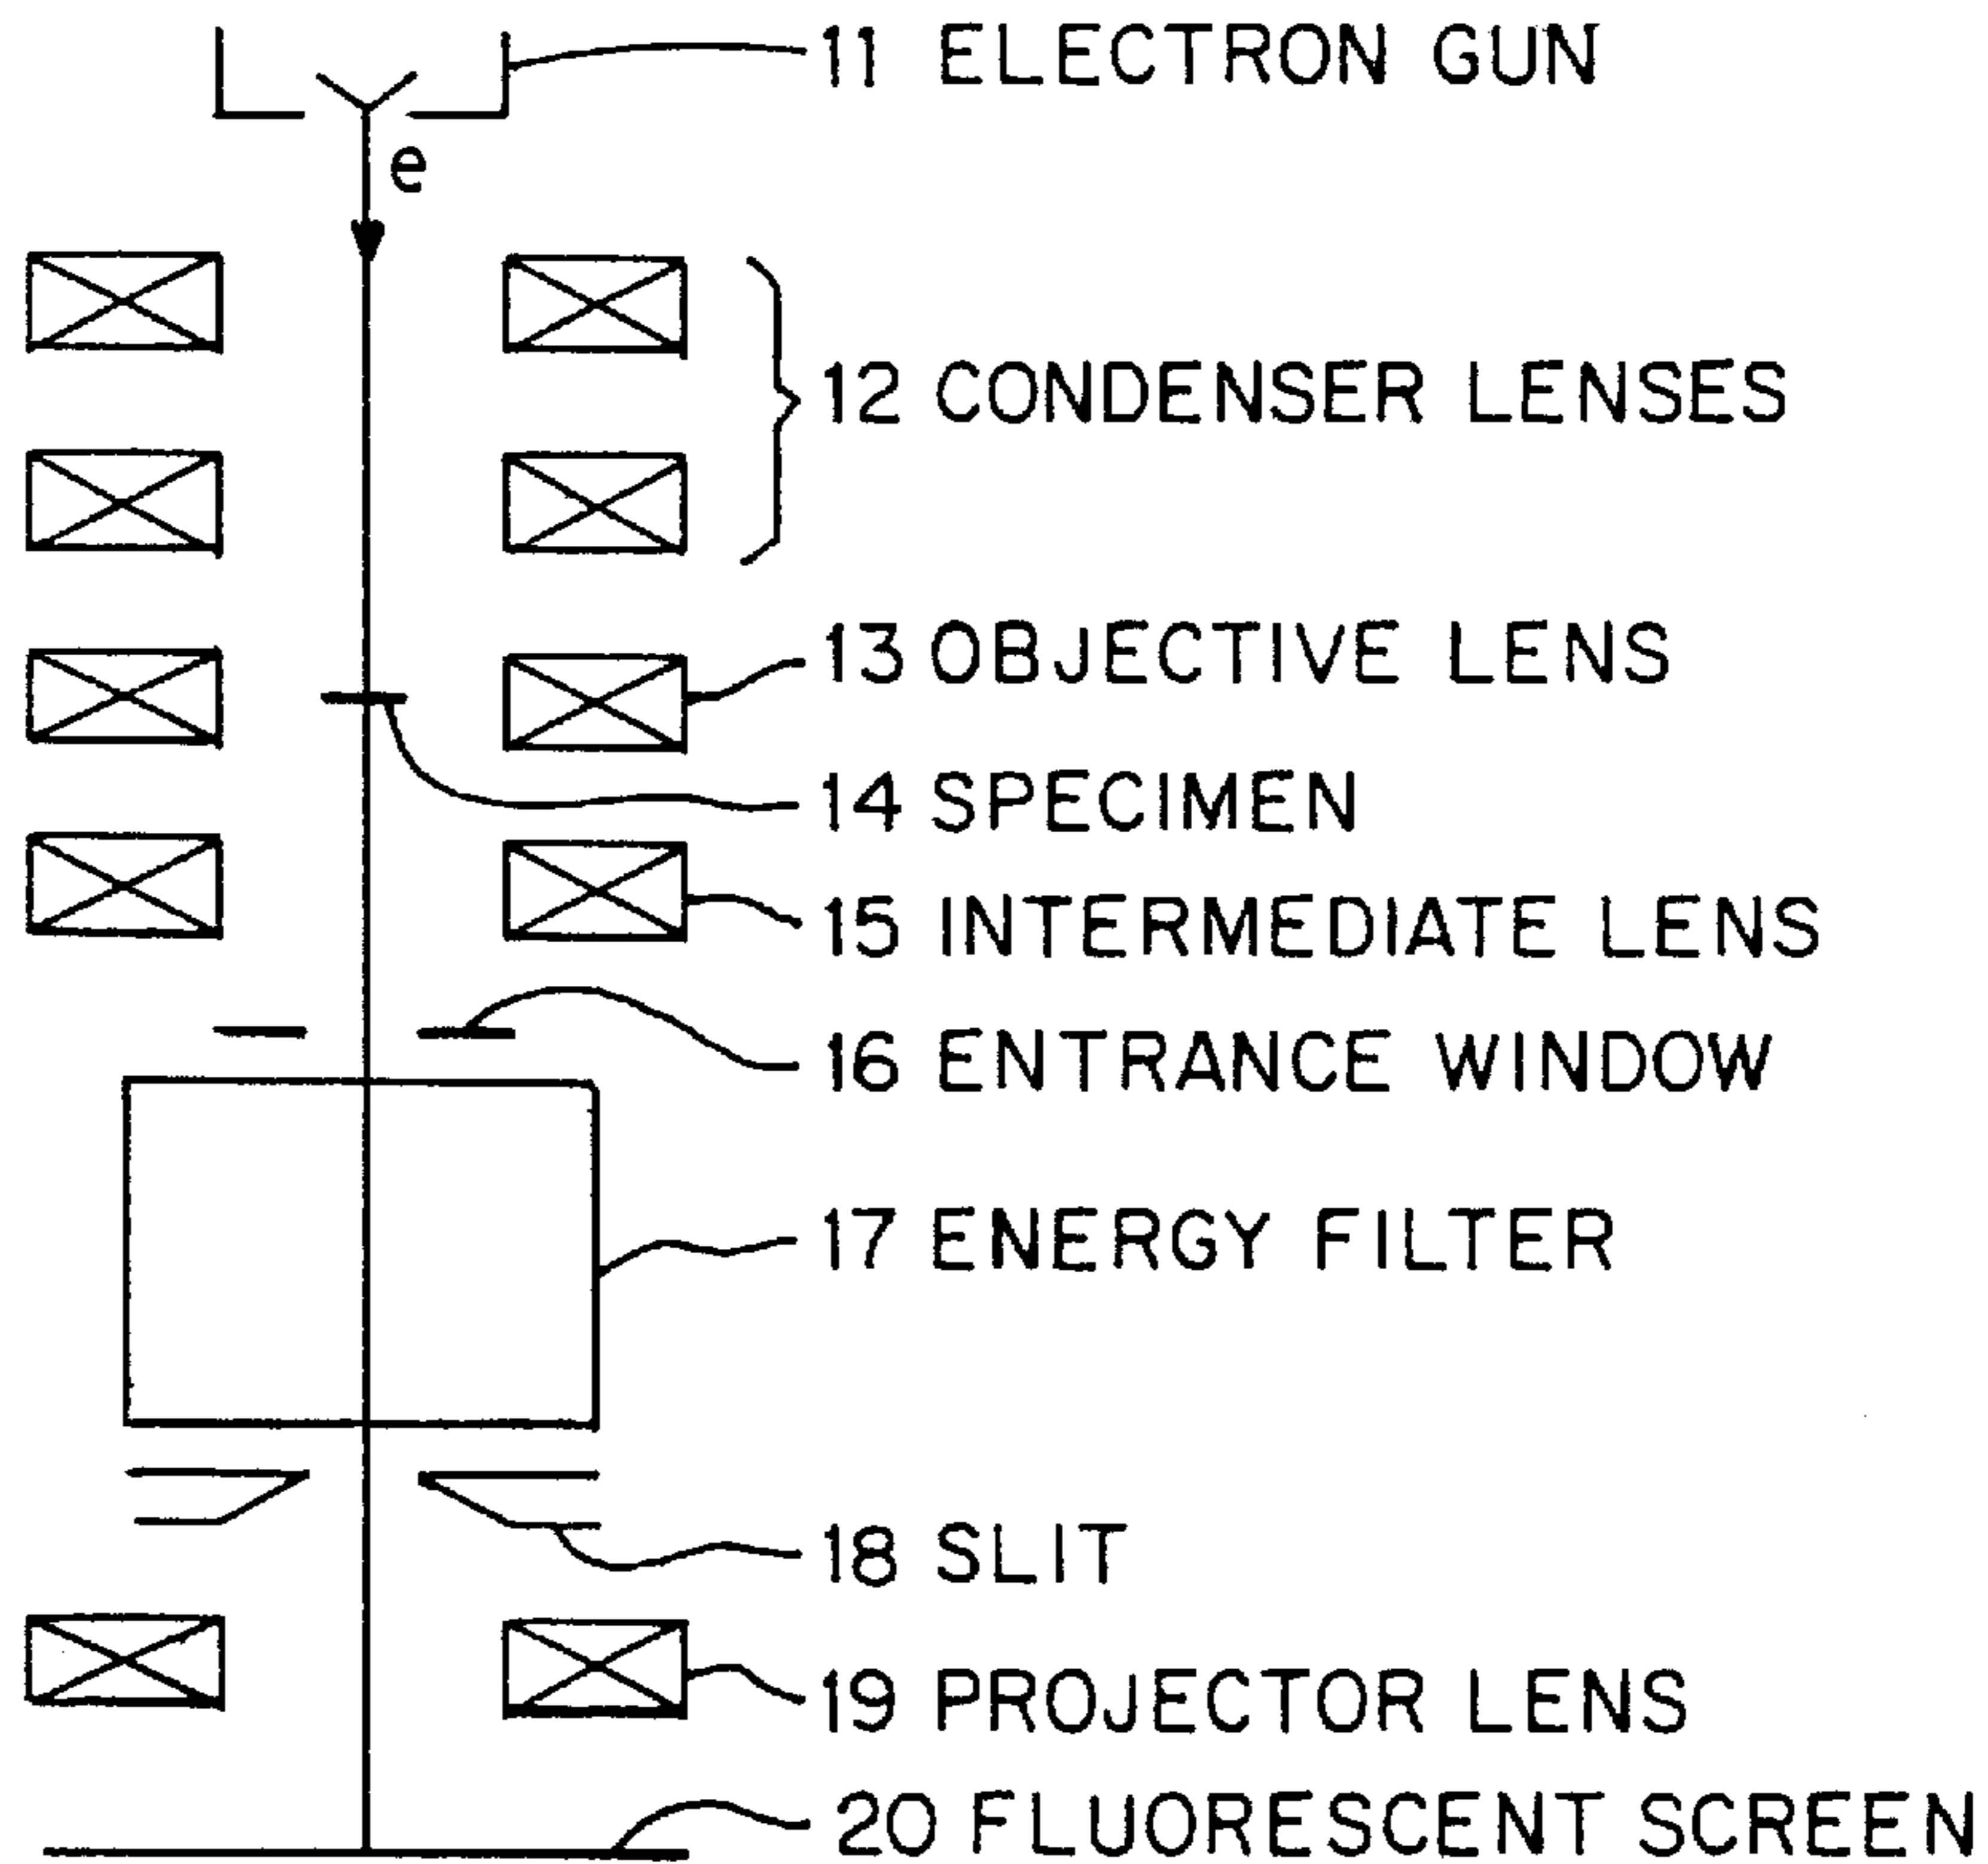 11 ELECTRON GUN
e
12 CONDENSER LENSES
13 OBJECTIVE LENS
14 SPECIMEN
15 INTERMEDIATE LENS
16 ENTRANCE WINDOW
17 ENERGY FILTER
18 SLIT
19 PROJECTOR LENS
20 FLUORESCENT SCREEN